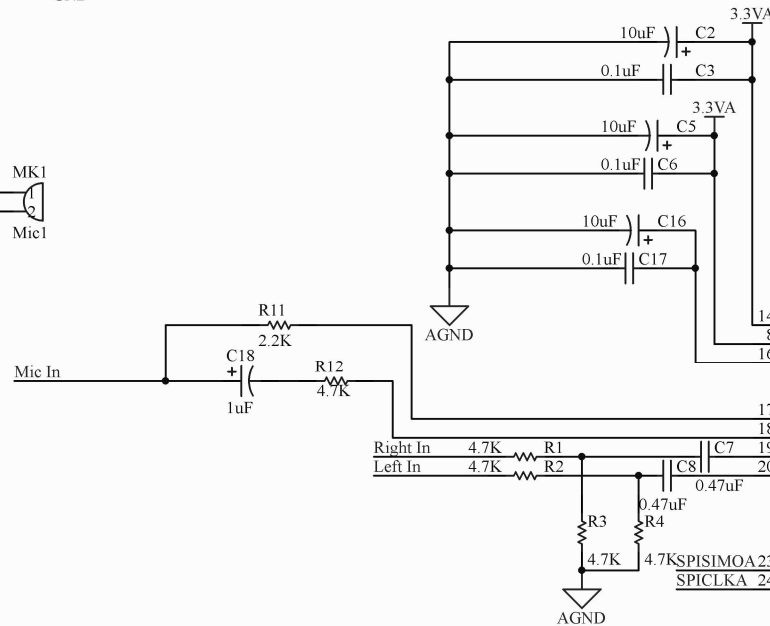 3.3VA
10uF C2
+
0.1uF C3
3.3VA
10uF C5
+
0.1uF C6
MK1
1
2
Mic1
10uF C16
+
0.1uF C17
AGND
R11
2.2K
14
8
16
C18
+
1uF
R12
4.7K
Mic In
17
18
Right In 4.7K R1 C7 19
Left In 4.7K R2 C8 20
0.47uF
0.47uF
R3 R4
4.7K 4.7K
SPISIMOA 23
SPICLKA 24
AGND